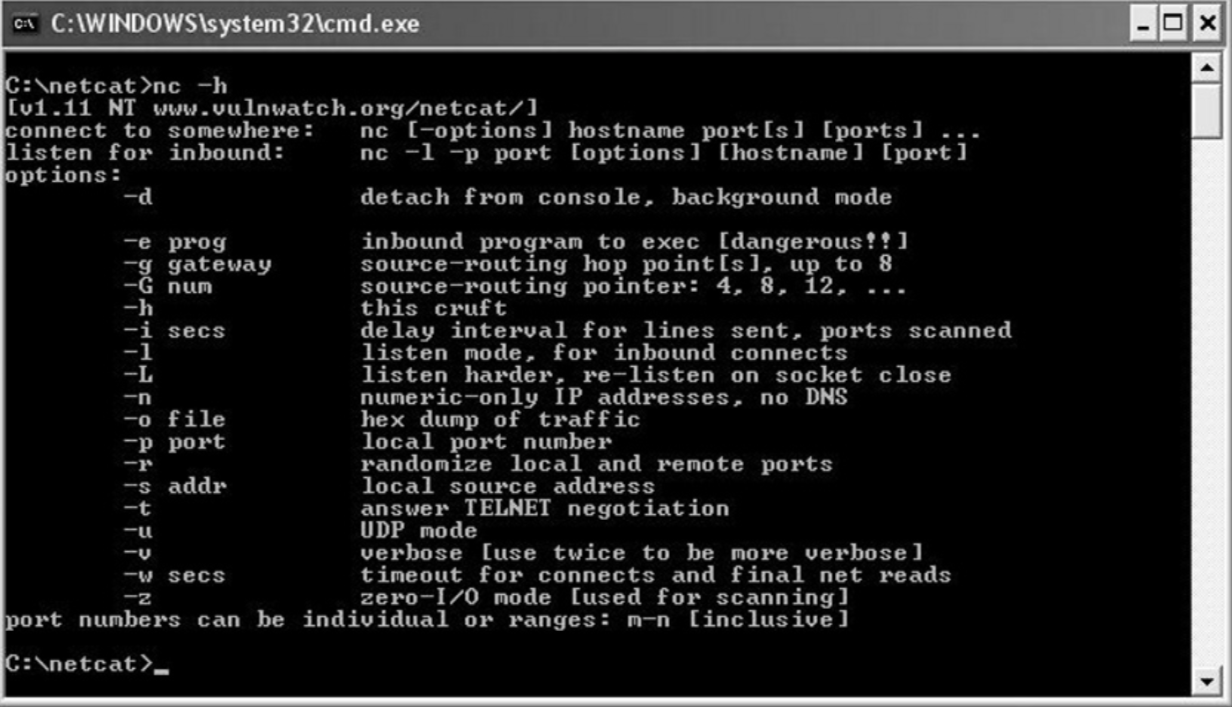 C:\WINDOWS\system32\cmd.exe
C:\netcat>nc -h
[v1.11 NT www.vulnwatch.org/netcat/]
connect to somewhere:   nc [-options] hostname port[s] [ports] ...
listen for inbound:     nc -l -p port [options] [hostname] [port]
options:
        -d              detach from console, background mode
        -e prog         inbound program to exec [dangerous!!]
        -g gateway      source-routing hop point[s], up to 8
        -G num          source-routing pointer: 4, 8, 12, ...
        -h              this cruft
        -i secs         delay interval for lines sent, ports scanned
        -l              listen mode, for inbound connects
        -L              listen harder, re-listen on socket close
        -n              numeric-only IP addresses, no DNS
        -o file         hex dump of traffic
        -p port         local port number
        -r              randomize local and remote ports
        -s addr         local source address
        -t              answer TELNET negotiation
        -u              UDP mode
        -v              verbose [use twice to be more verbose]
        -w secs         timeout for connects and final net reads
        -z              zero-I/O mode [used for scanning]
port numbers can be individual or ranges: m-n [inclusive]
C:\netcat>_